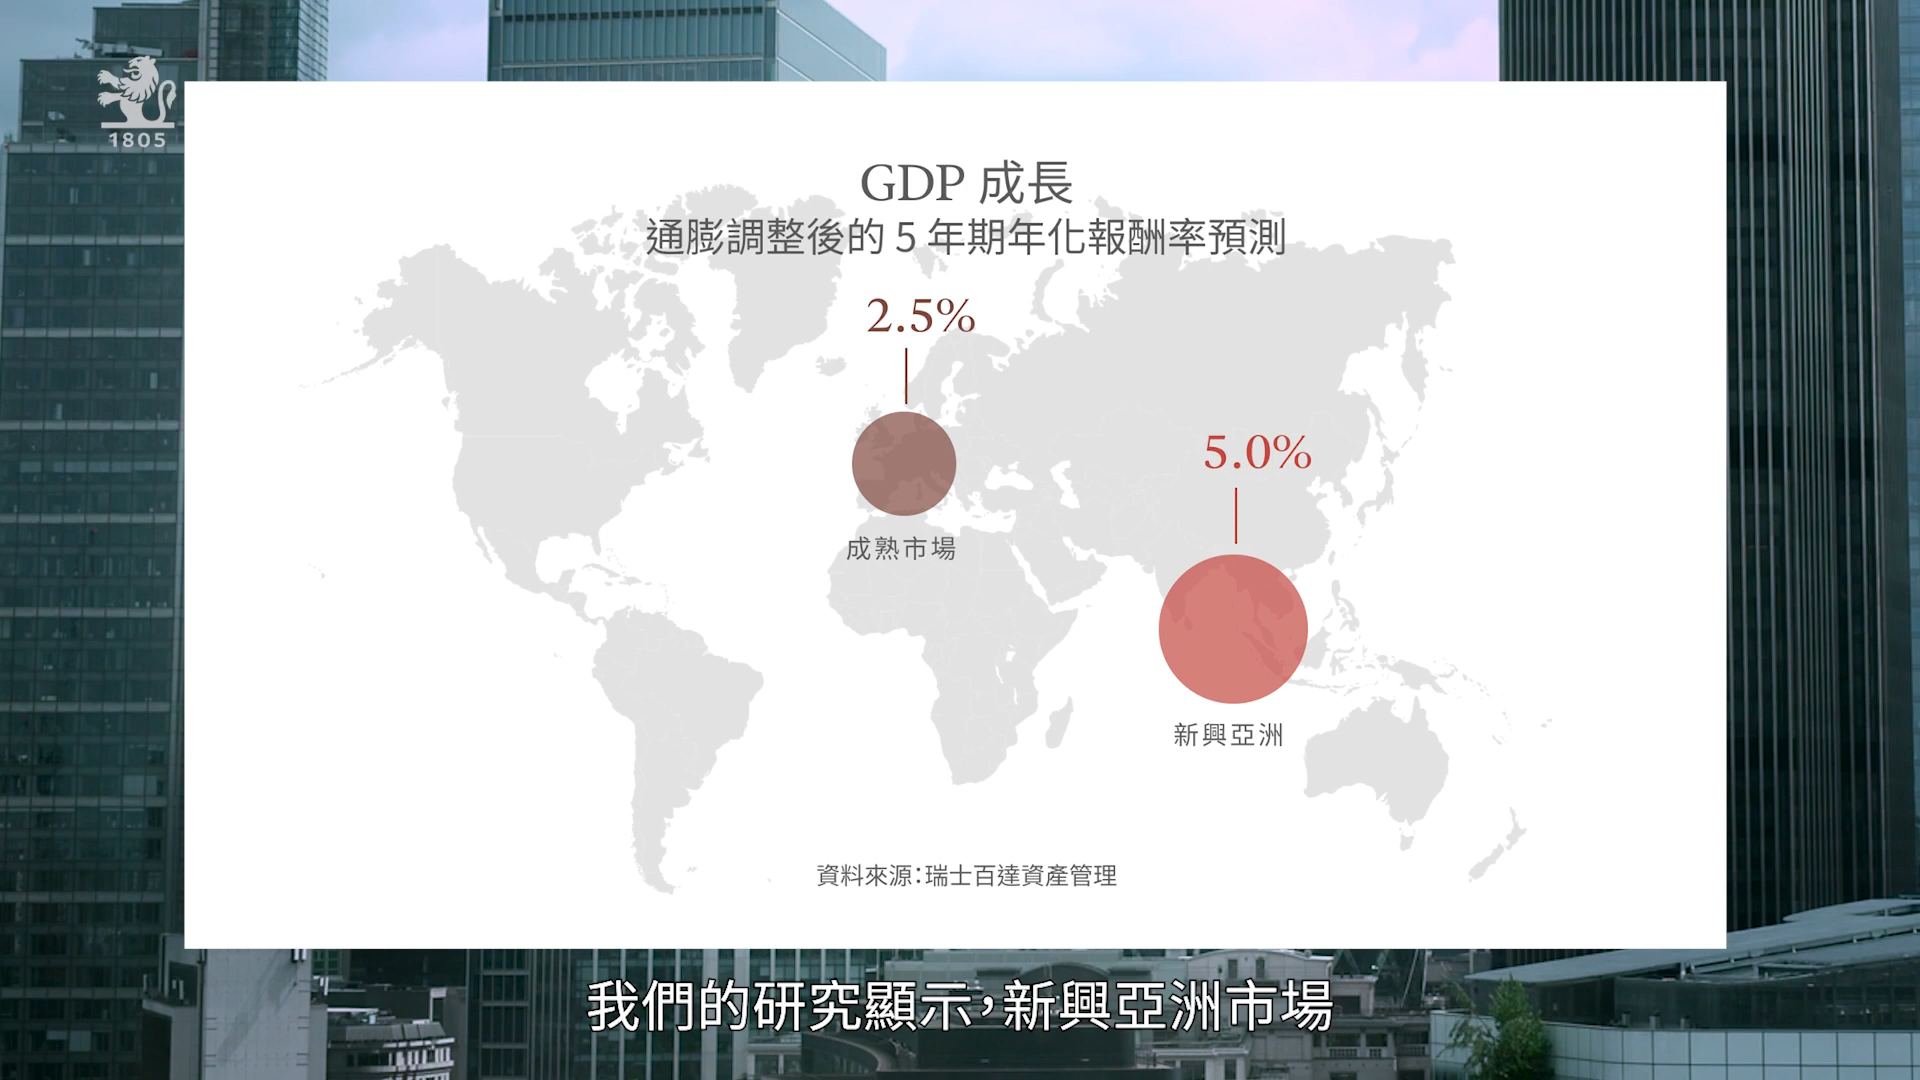 1805
GDP 成長
通膨調整後的 5 年期年化報酬率預測
2.5%
5.0%
成熟市場
新興亞洲
資料來源：瑞士百達資產管理
我們的研究顯示，新興亞洲市場